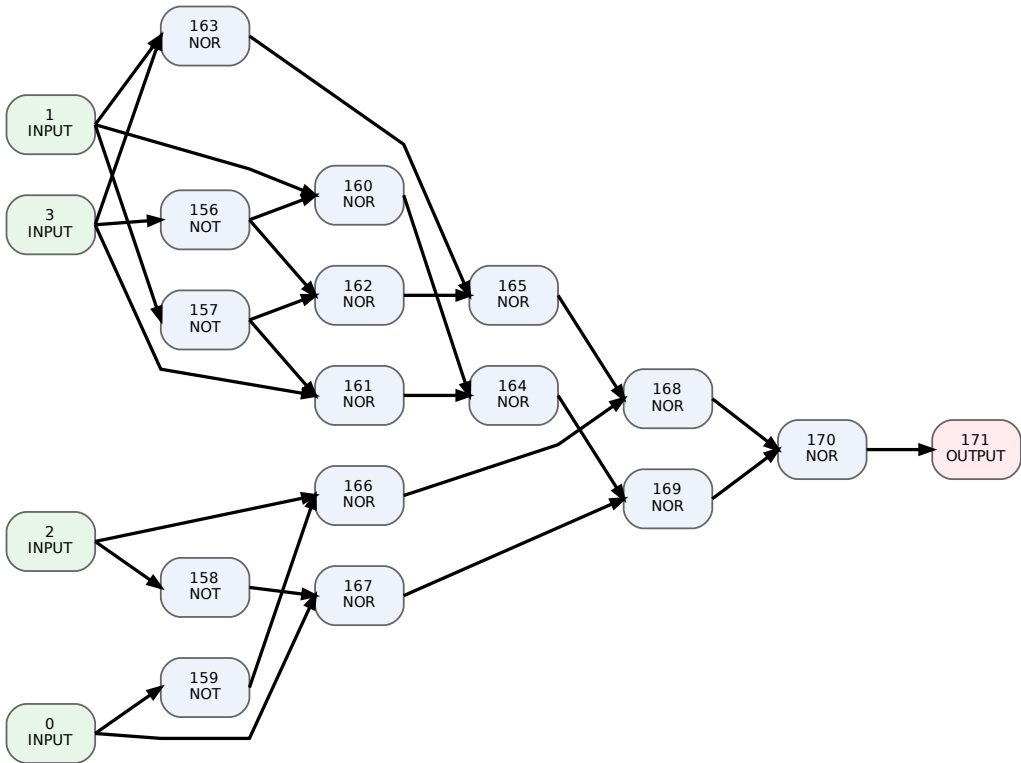 163
NOR
1
INPUT
160
NOR
3
INPUT
156
NOT
162
NOR
165
NOR
157
NOT
161
NOR
164
NOR
168
NOR
170
NOR
171
OUTPUT
166
NOR
169
NOR
2
INPUT
158
NOT
167
NOR
159
NOT
0
INPUT